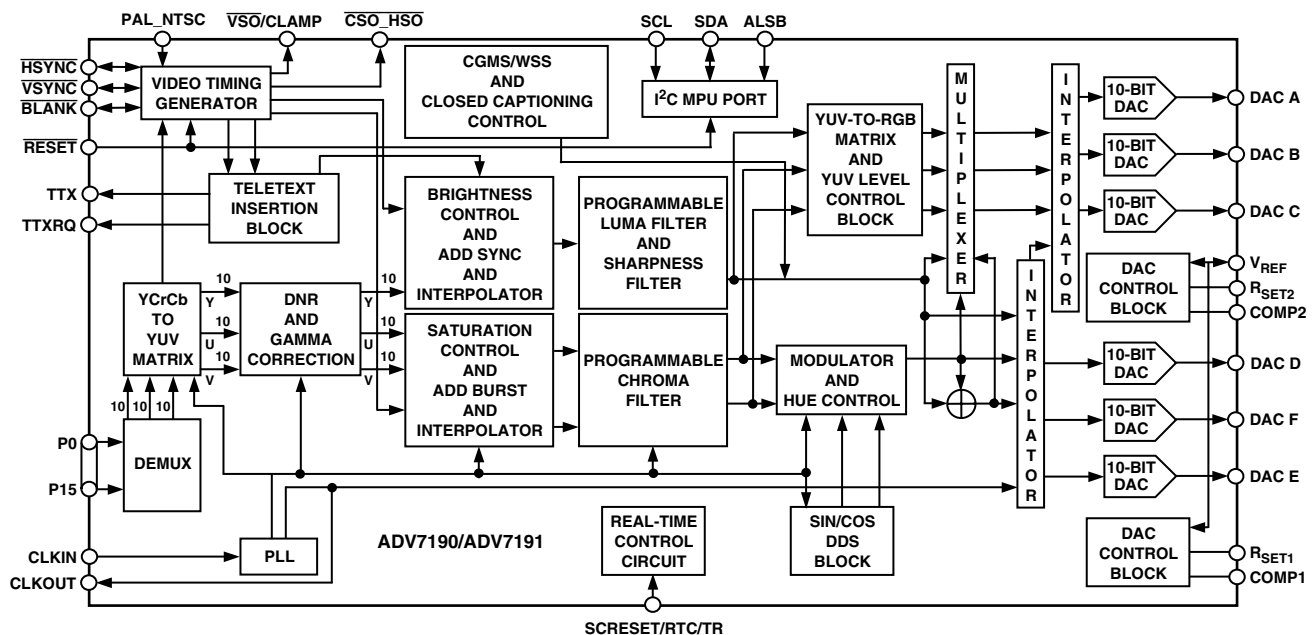 PAL_NTSC
VSO/CLAMP
CSO_HSO
SCL
SDA
ALSB
HSYNC
VSYNC
BLANK
RESET
TTX
TTXRQ
VIDEO TIMING
GENERATOR
CGMS/WSS
AND
CLOSED CAPTIONING
CONTROL
I2C MPU PORT
TELETEXT
INSERTION
BLOCK
BRIGHTNESS
CONTROL
AND
ADD SYNC
AND
INTERPOLATOR
PROGRAMMABLE
LUMA FILTER
AND
SHARPNESS
FILTER
YUV-TO-RGB
MATRIX
AND
YUV LEVEL
CONTROL
BLOCK
MULTIPLEXER
INTERPOLATOR
10-BIT
DAC
DAC A
10-BIT
DAC
DAC B
10-BIT
DAC
DAC C
DAC
CONTROL
BLOCK
VREF
RSET2
COMP2
YCrCb
TO
YUV
MATRIX
10
Y
10
U
10
V
DNR
AND
GAMMA
CORRECTION
10
Y
10
U
10
V
SATURATION
CONTROL
AND
ADD BURST
AND
INTERPOLATOR
PROGRAMMABLE
CHROMA
FILTER
MODULATOR
AND
HUE CONTROL
INTERPOLATOR
10-BIT
DAC
DAC D
10-BIT
DAC
DAC F
10-BIT
DAC
DAC E
10
10
10
P0
P15
DEMUX
CLKIN
CLKOUT
PLL
ADV7190/ADV7191
REAL-TIME
CONTROL
CIRCUIT
SIN/COS
DDS
BLOCK
DAC
CONTROL
BLOCK
RSET1
COMP1
SCRESET/RTC/TR